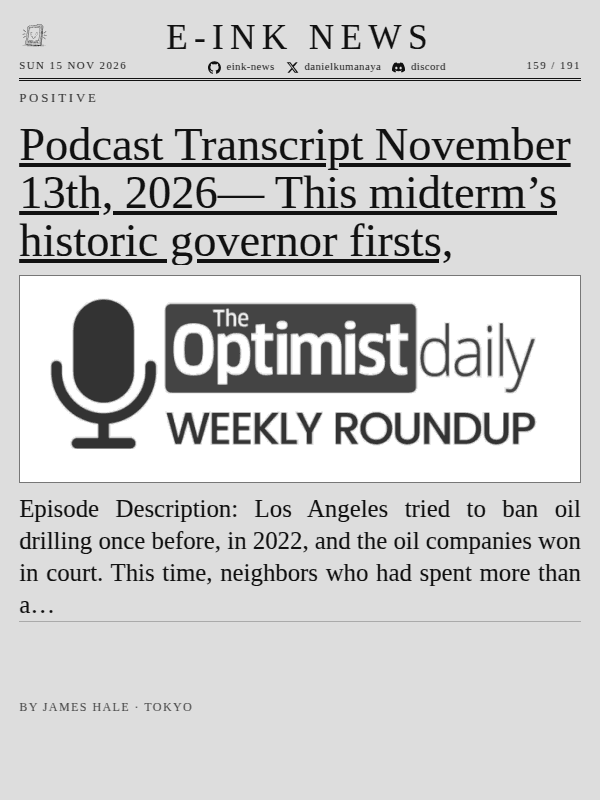 E-INK NEWS
SUN 15 NOV 2026 eink-news danielkumaya discord 159 / 191
POSITIVE
Podcast Transcript November
13th, 2026— This midterm’s
historic governor firsts,
The
Optimist daily
WEEKLY ROUNDUP
Episode Description: Los Angeles tried to ban oil
drilling once before, in 2022, and the oil companies won
in court. This time, neighbors who had spent more than
a…
BY JAMES HALE · TOKYO